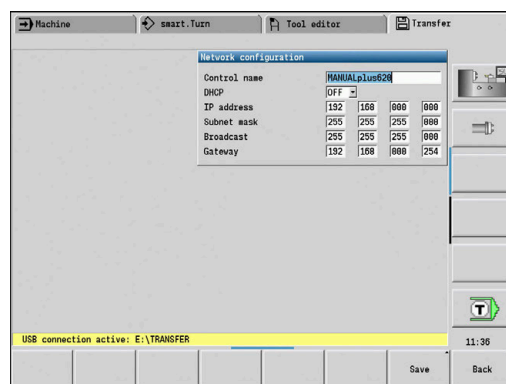 Machine
smart.Turn
Tool editor
Transfer
Network configuration
Control name MANUALplus620
DHCP OFF
IP address 192 168 000 000
Subnet mask 255 255 255 000
Broadcast 255 255 255 000
Gateway 192 168 000 254
T
USB connection active: E:\TRANSFER
11:36
Save
Back